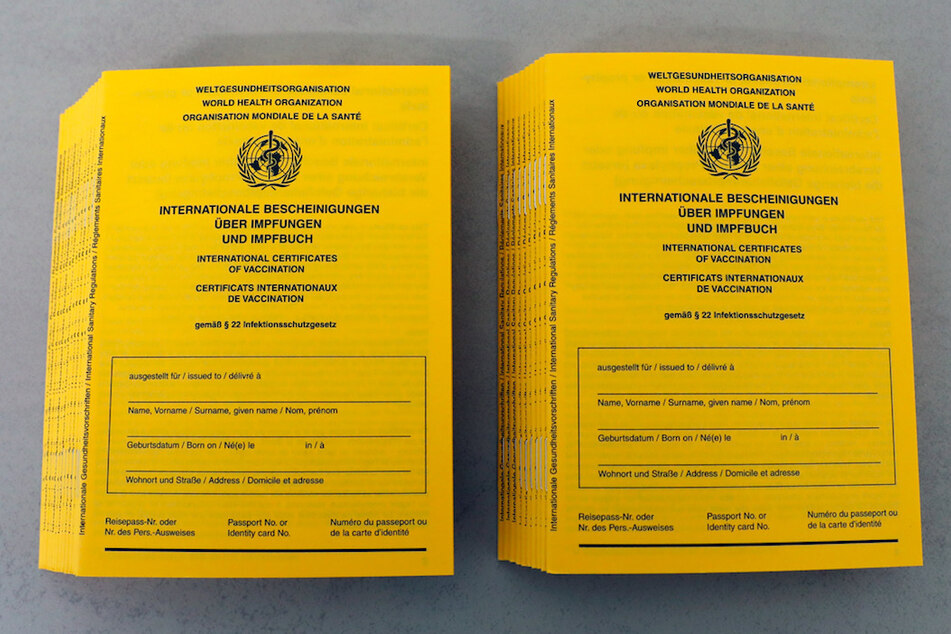 WELTGESUNDHEITSORGANISATION
WORLD HEALTH ORGANIZATION
ORGANISATION MONDIALE DE LA SANTÉ
INTERNATIONALE BESCHEINIGUNGEN
ÜBER IMPFUNGEN
UND IMPFBUCH
INTERNATIONAL CERTIFICATES
OF VACCINATION
CERTIFICATS INTERNATIONAUX
DE VACCINATION
gemäß § 22 Infektionsschutzgesetz
ausgestellt für / issued to / délivré à
Name, Vorname / Surname, given name / Nom, prénom
Geburtsdatum / Born on / Né(e) le in / à
Wohnort und Straße / Address / Domicile et adresse
Reisepass-Nr. oder Passport No. or Numéro du passeport ou
Nr. des Pers.-Ausweises Identity card No. de la carte d'identité
Internationale Gesundheitsvorschriften / International Sanitary Regulations / Règlements Sanitaires Internationaux
WELTGESUNDHEITSORGANISATION
WORLD HEALTH ORGANIZATION
ORGANISATION MONDIALE DE LA SANTÉ
INTERNATIONALE BESCHEINIGUNGEN
ÜBER IMPFUNGEN
UND IMPFBUCH
INTERNATIONAL CERTIFICATES
OF VACCINATION
CERTIFICATS INTERNATIONAUX
DE VACCINATION
gemäß § 22 Infektionsschutzgesetz
ausgestellt für / issued to / délivré à
Name, Vorname / Surname, given name / Nom, prénom
Geburtsdatum / Born on / Né(e) le in / à
Wohnort und Straße / Address / Domicile et adresse
Reisepass-Nr. oder Passport No. or Numéro du passeport ou
Nr. des Pers.-Ausweises Identity card No. de la carte d'identité
Internationale Gesundheitsvorschriften / International Sanitary Regulations / Règlements Sanitaires Internationaux